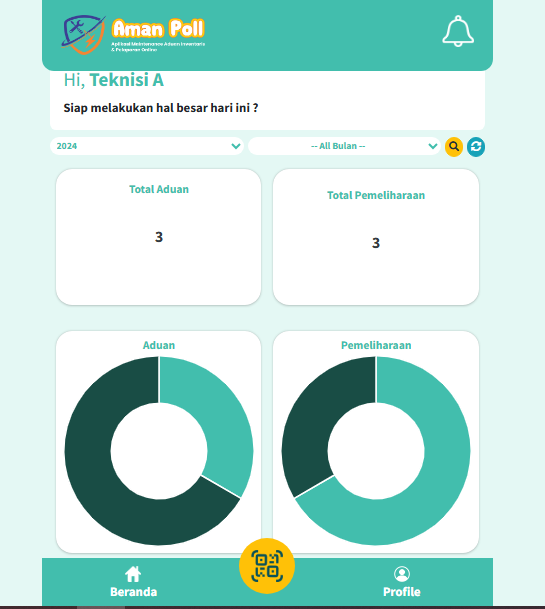 Aman Poll
Aplikasi Maintenance Aduan Inventaris
& Pelaporan Online
Hi, Teknisi A
Siap melakukan hal besar hari ini ?
2024
-- All Bulan --
Total Aduan
3
Total Pemeliharaan
3
Aduan
Pemeliharaan
Beranda
Profile